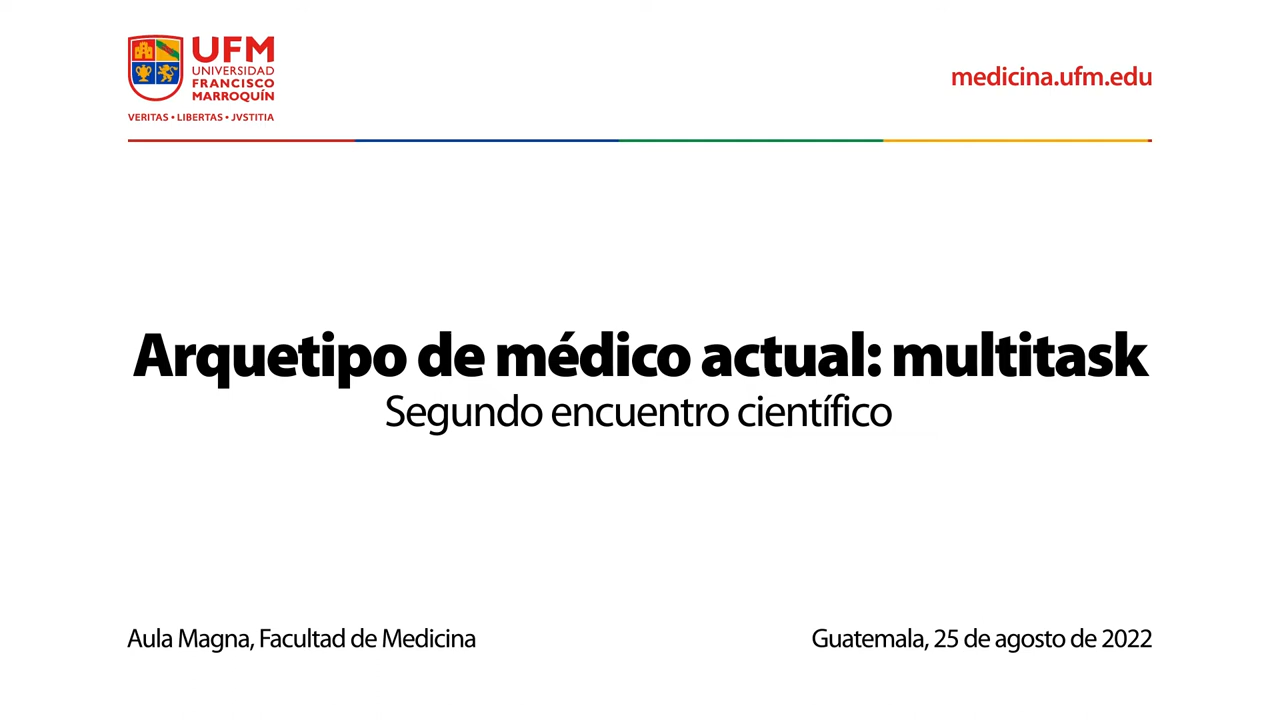 UFM
UNIVERSIDAD
FRANCISCO
MARROQUÍN
VERITAS • LIBERTAS • JVSTITIA
medicina.ufm.edu
Arquetipo de médico actual: multitask
Segundo encuentro científico
Aula Magna, Facultad de Medicina
Guatemala, 25 de agosto de 2022